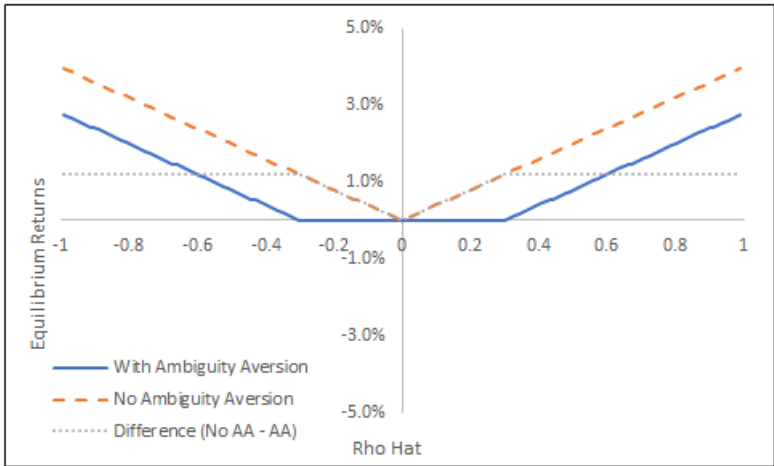 5.0%
3.0%
1.0%
-1 -0.8 -0.6 -0.4 -0.2 0 0.2 0.4 0.6 0.8 1
-1.0%
-3.0%
-5.0%
Equilibrium Returns
With Ambiguity Aversion
No Ambiguity Aversion
Difference (No AA - AA)
Rho Hat